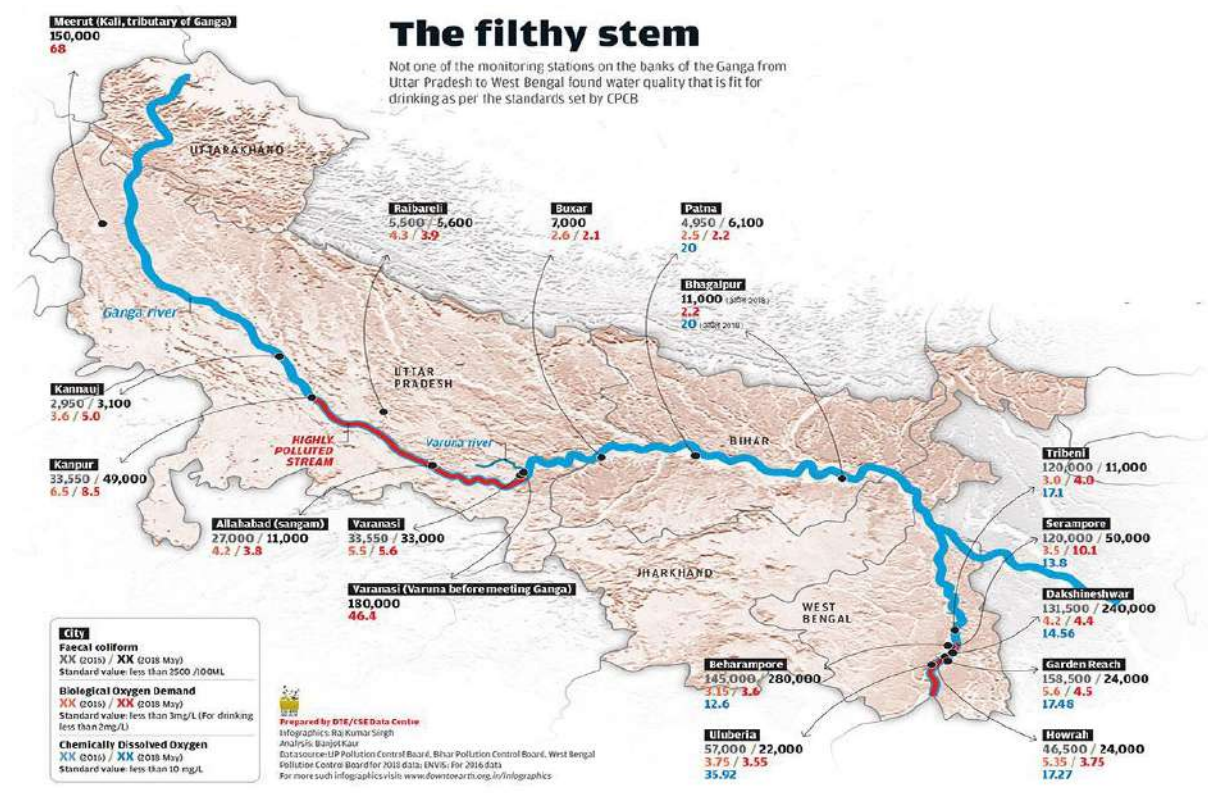 Meerut (Kali, tributary of Ganga)
150,000
68
The filthy stem
Not one of the monitoring stations on the banks of the Ganga from
Uttar Pradesh to West Bengal found water quality that is fit for
drinking as per the standards set by CPCB
UTTARAKHAND
Raibareli
5,500 / 5,600
4.3 / 3.9
Buxar
7,000
2.6 / 2.1
Patna
4,950 / 6,100
2.5 / 2.2
20
Bhagalpur
11,000
2.2
20
Ganga river
UTTAR
PRADESH
Kannauj
2,950 / 3,100
3.6 / 5.0
HIGHLY
POLLUTED
STREAM
Varuna river
BIHAR
Kanpur
33,550 / 49,000
6.5 / 8.5
Tribeni
120,000 / 11,000
3.0 / 4.0
17.1
Allahabad (sangam)
27,000 / 11,000
4.2 / 3.8
Varanasi
33,550 / 33,000
5.5 / 5.6
Serampore
120,000 / 50,000
3.5 / 10.1
13.8
Varanasi (Varuna before meeting Ganga)
180,000
46.4
JHARKHAND
WEST
BENGAL
Dakshineshwar
131,500 / 240,000
4.2 / 4.4
14.56
Beharampore
145,000 / 280,000
3.15 / 3.6
12.6
Garden Reach
158,500 / 24,000
5.6 / 4.5
17.48
Uluberia
57,000 / 22,000
3.75 / 3.55
35.92
Howrah
46,500 / 24,000
5.35 / 3.75
17.27
City
Faecal coliform
XX (2016) / XX (2018 May)
Standard value: less than 2500 /100ML
Biological Oxygen Demand
XX (2016) / XX (2018 May)
Standard value: less than 3mg/L (For drinking
less than 2mg/L)
Chemically Dissolved Oxygen
XX (2016) / XX (2018 May)
Standard value: less than 10 mg/L
Prepared by DTE/CSE Data Centre
Infographics: Raj Kumar Singh
Analysis: Banjot Kaur
Data source: UP Pollution Control Board, Bihar Pollution Control Board, West Bengal
Pollution Control Board for 2018 data; ENVIS: For 2016 data
For more such infographics visit: www.downtoearth.org.in/infographics